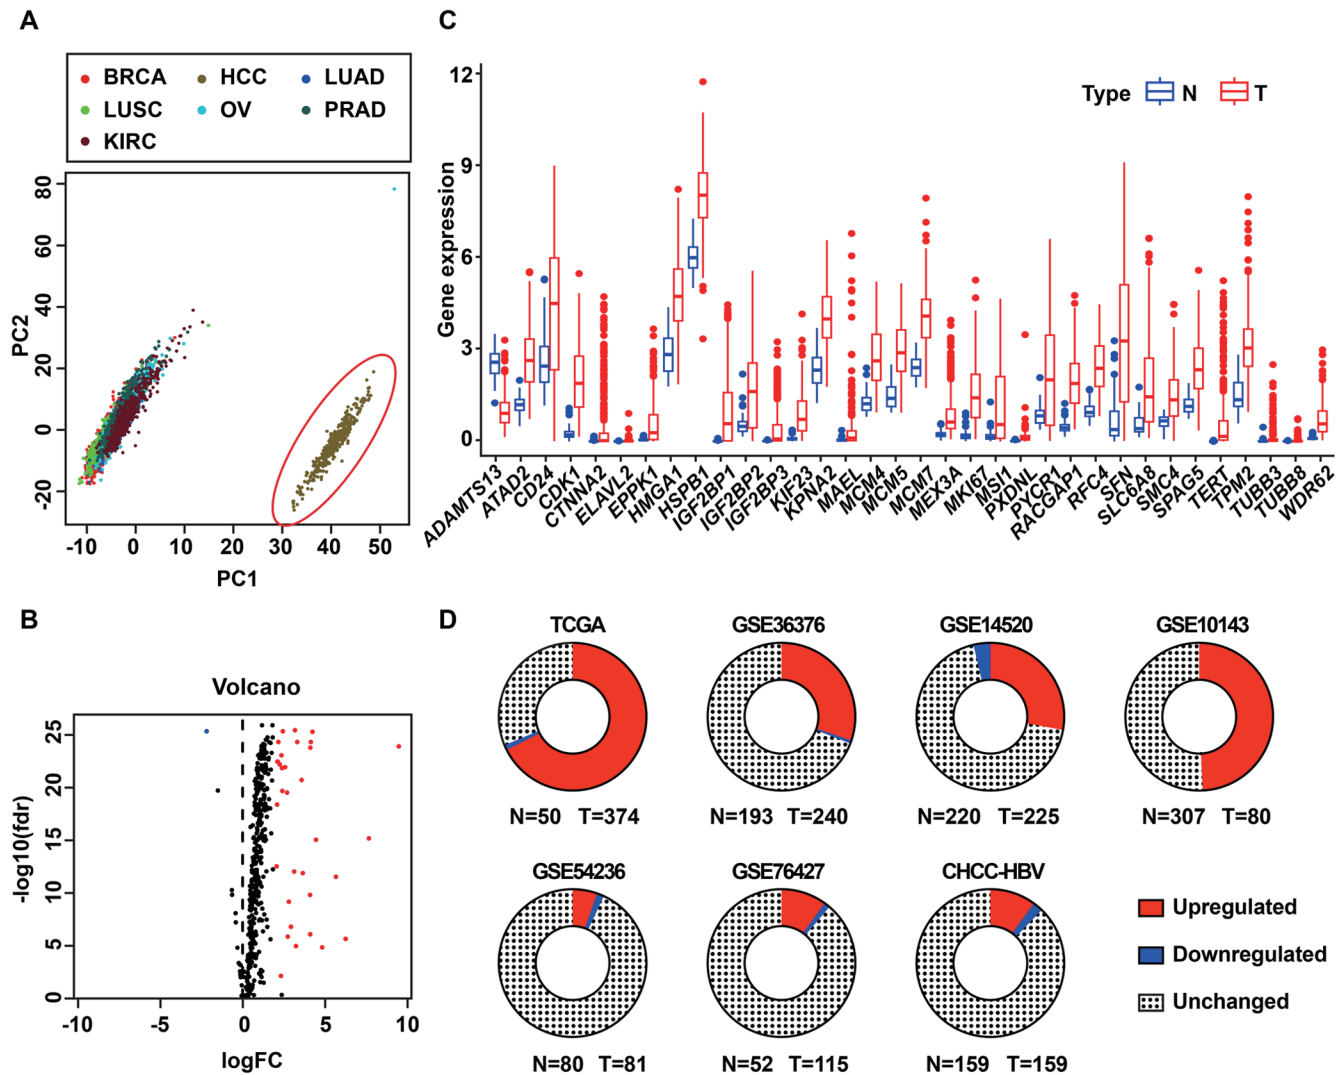 A
BRCA HCC LUAD
LUSC OV PRAD
KIRC
PC2
80
60
40
20
0
-20
-10 0 10 20 30 40 50
PC1
C
Type N T
Gene expression
12
9
6
3
0
ADAMTS13 ATAD2 CD24 CDK1 CTNNA2 ELAVL2 EPPK1 HMGA1 HSPB1 IGF2BP1 IGF2BP2 IGF2BP3 KIF23 KPNA2 MAEL MCM4 MCM5 MCM7 MEX3A MKI67 MSI1 PXDNL PYCR1 RACGAP1 RFC4 SFN SLC6A8 SMC4 SPAG5 TERT TPM2 TUBB3 TUBB8 WDR62
B
Volcano
-log10(fdr)
25
20
15
10
5
0
-10 -5 0 5 10
logFC
D
TCGA GSE36376 GSE14520 GSE10143
N=50 T=374 N=193 T=240 N=220 T=225 N=307 T=80
GSE54236 GSE76427 CHCC-HBV
N=80 T=81 N=52 T=115 N=159 T=159
Upregulated
Downregulated
Unchanged